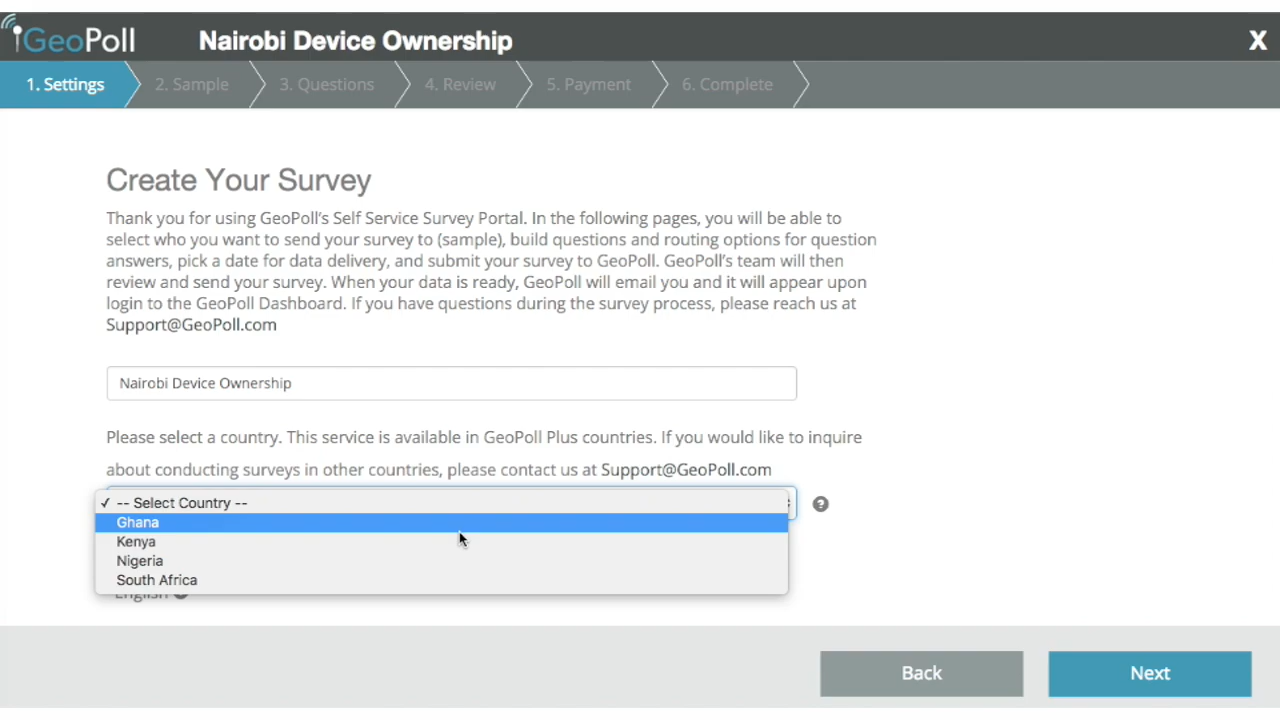 GeoPoll
Nairobi Device Ownership
X
1. Settings
2. Sample
3. Questions
4. Review
5. Payment
6. Complete
Create Your Survey
Thank you for using GeoPoll's Self Service Survey Portal. In the following pages, you will be able to
select who you want to send your survey to (sample), build questions and routing options for question
answers, pick a date for data delivery, and submit your survey to GeoPoll. GeoPoll's team will then
review and send your survey. When your data is ready, GeoPoll will email you and it will appear upon
login to the GeoPoll Dashboard. If you have questions during the survey process, please reach us at
Support@GeoPoll.com
Nairobi Device Ownership
Please select a country. This service is available in GeoPoll Plus countries. If you would like to inquire
about conducting surveys in other countries, please contact us at Support@GeoPoll.com
✓ -- Select Country --
?
Ghana
Kenya
Nigeria
South Africa
English
Back
Next